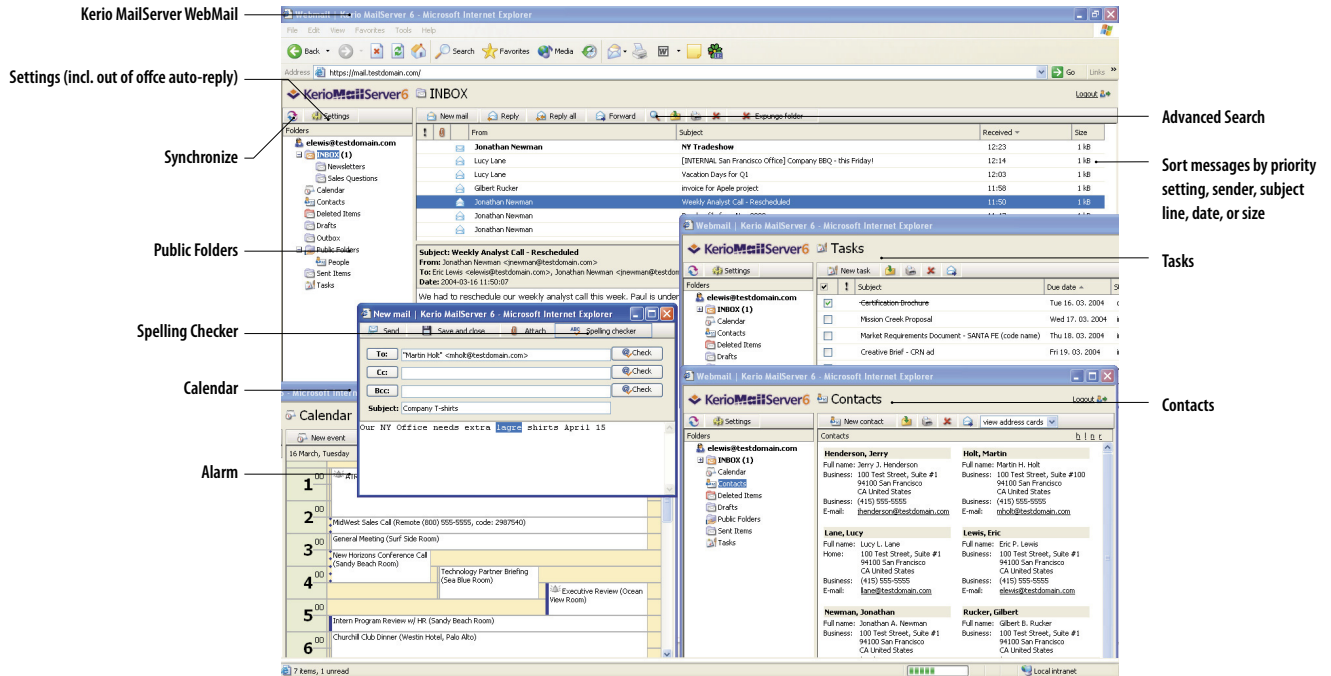 Kerio MailServer WebMail
Settings (incl. out of offce auto-reply)
Synchronize
Public Folders
Spelling Checker
Calendar
Alarm
Webmail | Kerio MailServer 6 - Microsoft Internet Explorer
File Edit View Favorites Tools Help
Back Search Favorites Media
Address https://mail.testdomain.com/ Go Links
KerioMailServer6 INBOX Logout
Settings New mail Reply Reply all Forward Expunge folder
Folders
elewis@testdomain.com
INBOX (1)
Newsletters
Sales Questions
Calendar
Contacts
Deleted Items
Drafts
Outbox
Public Folders
People
Sent Items
Tasks
! From Subject Received Size
Jonathan Newman NY Tradeshow 12:23 1 kB
Lucy Lane [INTERNAL San Francisco Office] Company BBQ - this Friday! 12:14 1 kB
Lucy Lane Vacation Days for Q1 12:03 1 kB
Gilbert Rucker invoice for Apele project 11:58 1 kB
Jonathan Newman Weekly Analyst Call - Rescheduled 11:50 1 kB
Jonathan Newman
Jonathan Newman
Subject: Weekly Analyst Call - Rescheduled
From: Jonathan Newman <jnewman@testdomain.com>
To: Eric Lewis <elewis@testdomain.com>, Jonathan Newman <jnewman@testdon
Date: 2004-03-16 11:50:07
We had to reschedule our weekly analyst call this week. Paul is under
New mail | Kerio MailServer 6 - Microsoft Internet Explorer
Send Save and close Attach Spelling checker
To: "Martin Holt" <mholt@testdomain.com> Check
Cc: Check
Bcc: Check
Subject: Company T-shirts
Our NY Office needs extra lagre shirts April 15
- Microsoft Intern
Calendar
New event
16 March, Tuesday
1 00
2 00 MidWest Sales Call (Remote (800) 555-5555, code: 2987540)
3 00 General Meeting (Surf Side Room)
New Horizons Conference Call
(Sandy Beach Room)
4 00 Technology Partner Briefing
(Sea Blue Room)
Executive Review (Ocean
View Room)
5 00
Intern Program Review w/ HR (Sandy Beach Room)
6 00 Churchill Club Dinner (Westin Hotel, Palo Alto)
7 items, 1 unread Local intranet
Webmail | Kerio MailServer 6 - Microsoft Internet Explorer
KerioMailServer6 Tasks
Settings New task
Folders
elewis@testdomain.com
INBOX (1)
Calendar
Contacts
Deleted Items
Drafts
! Subject Due date
Certification Brochure Tue 16. 03. 2004
Mission Creek Proposal Wed 17. 03. 2004
Market Requirements Document - SANTA FE (code name) Thu 18. 03. 2004
Creative Brief - CRN ad Fri 19. 03. 2004
Webmail | Kerio MailServer 6 - Microsoft Internet Explorer
KerioMailServer6 Contacts Logout
Settings New contact view address cards
Folders
elewis@testdomain.com
INBOX (1)
Calendar
Contacts
Deleted Items
Drafts
Public Folders
Sent Items
Tasks
Contacts h l n r
Henderson, Jerry
Full name: Jerry J. Henderson
Business: 100 Test Street, Suite #1
94100 San Francisco
CA United States
Business: (415) 555-5555
E-mail: jhenderson@testdomain.com
Holt, Martin
Full name: Martin H. Holt
Business: 100 Test Street, Suite #100
94100 San Francisco
CA United States
Business: (415) 555-5555
E-mail: mholt@testdomain.com
Lane, Lucy
Full name: Lucy L. Lane
Home: 100 Test Street, Suite #1
94100 San Francisco
CA United States
Business: (415) 555-5555
E-mail: llane@testdomain.com
Lewis, Eric
Full name: Eric P. Lewis
Business: 100 Test Street, Suite #1
94100 San Francisco
CA United States
Business: (415) 555-5555
E-mail: elewis@testdomain.com
Newman, Jonathan
Full name: Jonathan A. Newman
Business: 100 Test Street, Suite #1
94100 San Francisco
CA United States
Rucker, Gilbert
Full name: Gilbert B. Rucker
Business: 100 Test Street, Suite #1
94100 San Francisco
CA United States
Advanced Search
Sort messages by priority
setting, sender, subject
line, date, or size
Tasks
Contacts